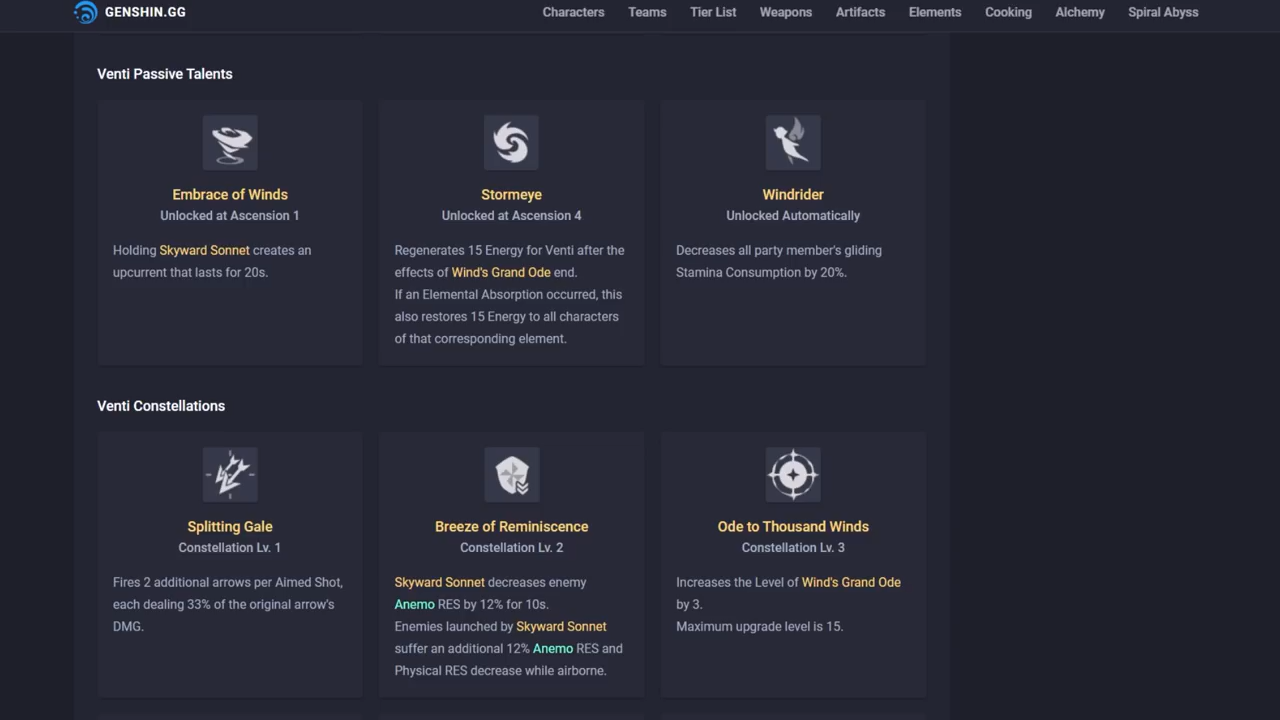 GENSHIN.GG
Characters
Teams
Tier List
Weapons
Artifacts
Elements
Cooking
Alchemy
Spiral Abyss
Venti Passive Talents
Embrace of Winds
Unlocked at Ascension 1
Holding Skyward Sonnet creates an
upcurrent that lasts for 20s.
Stormeye
Unlocked at Ascension 4
Regenerates 15 Energy for Venti after the
effects of Wind's Grand Ode end.
If an Elemental Absorption occurred, this
also restores 15 Energy to all characters
of that corresponding element.
Windrider
Unlocked Automatically
Decreases all party member's gliding
Stamina Consumption by 20%.
Venti Constellations
Splitting Gale
Constellation Lv. 1
Fires 2 additional arrows per Aimed Shot,
each dealing 33% of the original arrow's
DMG.
Breeze of Reminiscence
Constellation Lv. 2
Skyward Sonnet decreases enemy
Anemo RES by 12% for 10s.
Enemies launched by Skyward Sonnet
suffer an additional 12% Anemo RES and
Physical RES decrease while airborne.
Ode to Thousand Winds
Constellation Lv. 3
Increases the Level of Wind's Grand Ode
by 3.
Maximum upgrade level is 15.